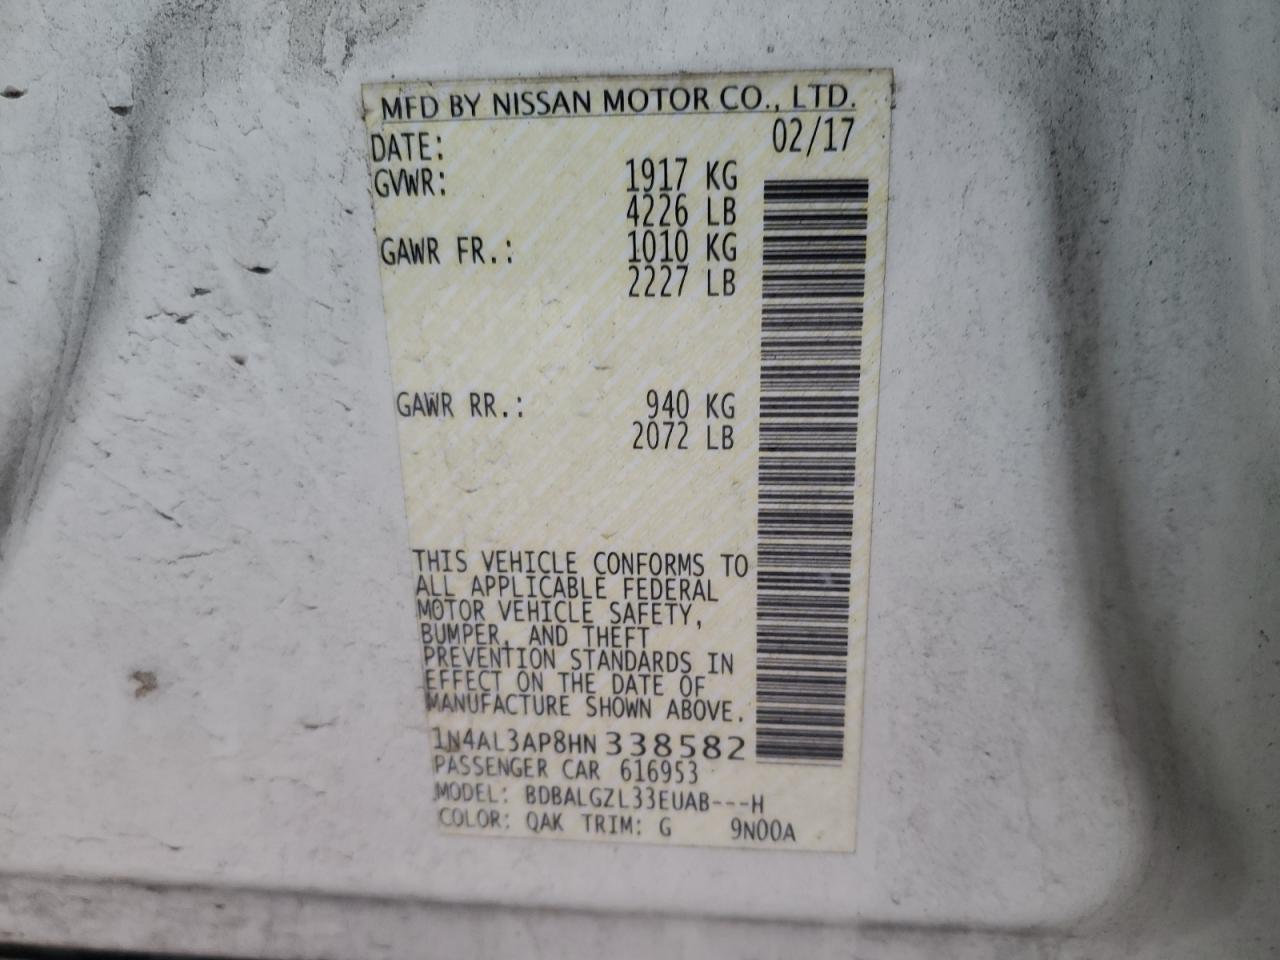 MFD BY NISSAN MOTOR CO., LTD.
DATE: 02/17
GVWR: 1917 KG
4226 LB
GAWR FR.: 1010 KG
2227 LB
GAWR RR.: 940 KG
2072 LB
THIS VEHICLE CONFORMS TO
ALL APPLICABLE FEDERAL
MOTOR VEHICLE SAFETY,
BUMPER, AND THEFT
PREVENTION STANDARDS IN
EFFECT ON THE DATE OF
MANUFACTURE SHOWN ABOVE.
1N4AL3AP8HN338582
PASSENGER CAR 616953
MODEL: BDBALGZL33EUAB---H
COLOR: QAK TRIM: G 9N00A